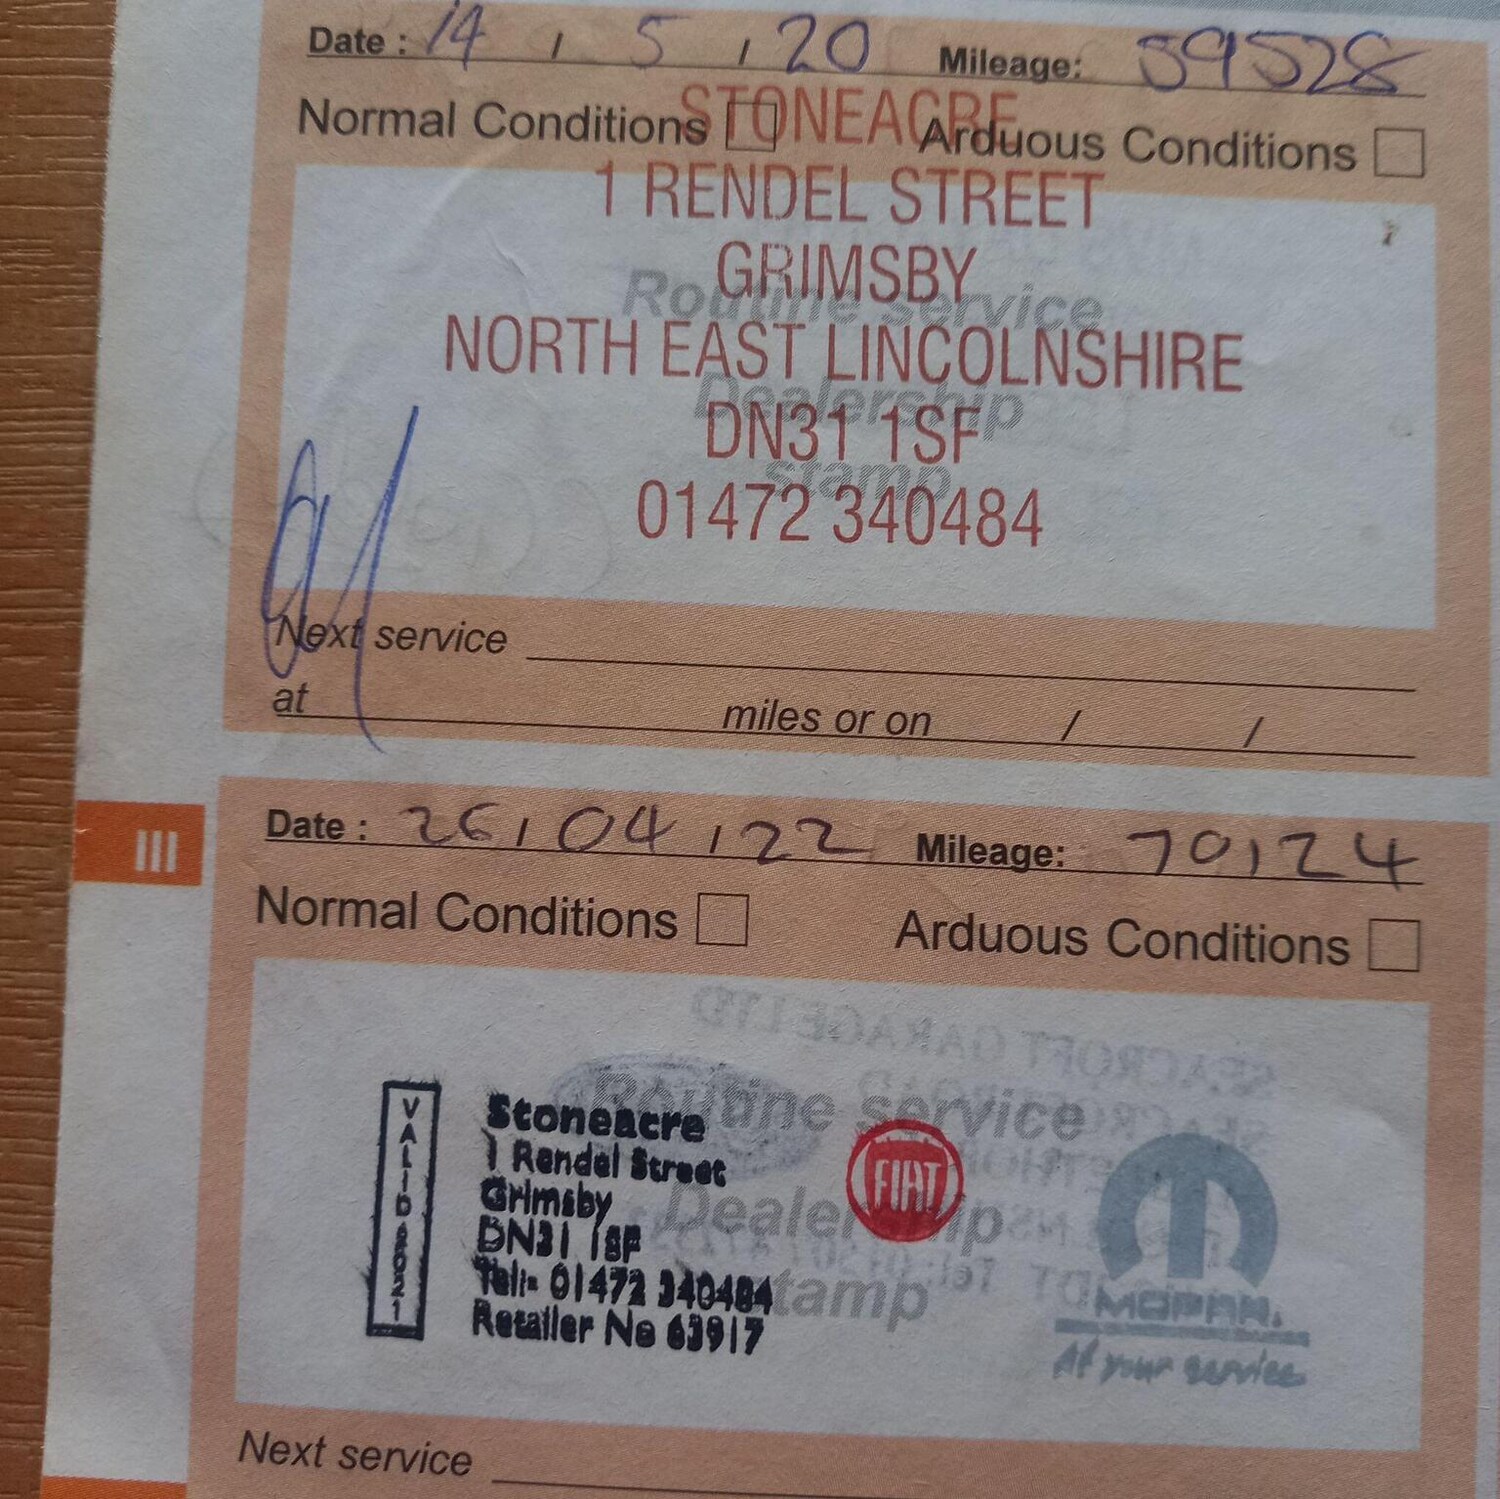 Date : 14 / 5 / 20 Mileage: 59528
Normal Conditions Arduous Conditions
STONEACRE
1 RENDEL STREET
GRIMSBY
Routine service
NORTH EAST LINCOLNSHIRE
Dealership
DN31 1SF
stamp
01472 340484
Next service
at miles or on / /
III
Date : 26 / 04 / 22 Mileage: 70124
Normal Conditions Arduous Conditions
Routine service
Dealership
stamp
VALID
Stoneacre
1 Rendel Street
Grimsby
DN31 1SF
Tel:- 01472 340484
Retailer No 63917
FIAT
MOPAR.
At your service
Next service